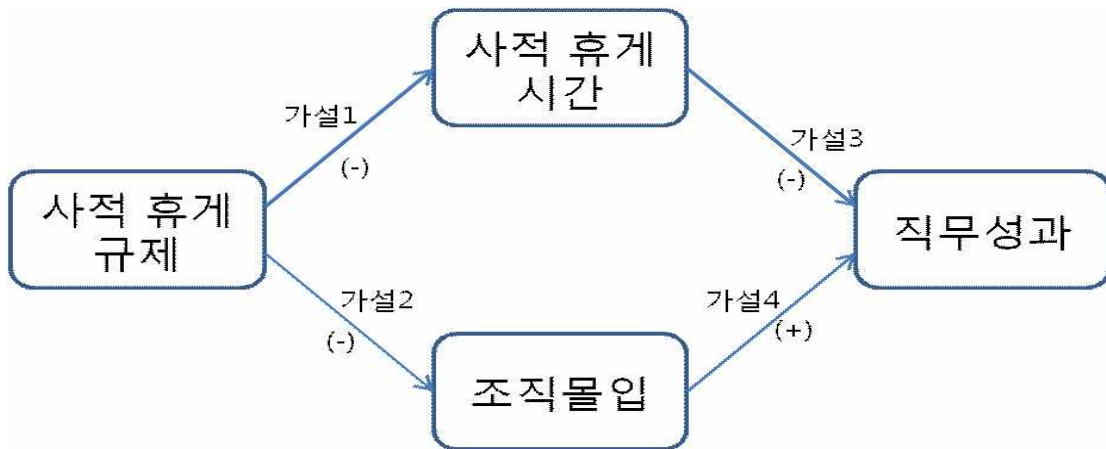 사적 휴게
시간
가설1
(-)
가설3
(-)
사적 휴게
규제
직무성과
가설2
(-)
가설4
(+)
조직몰입